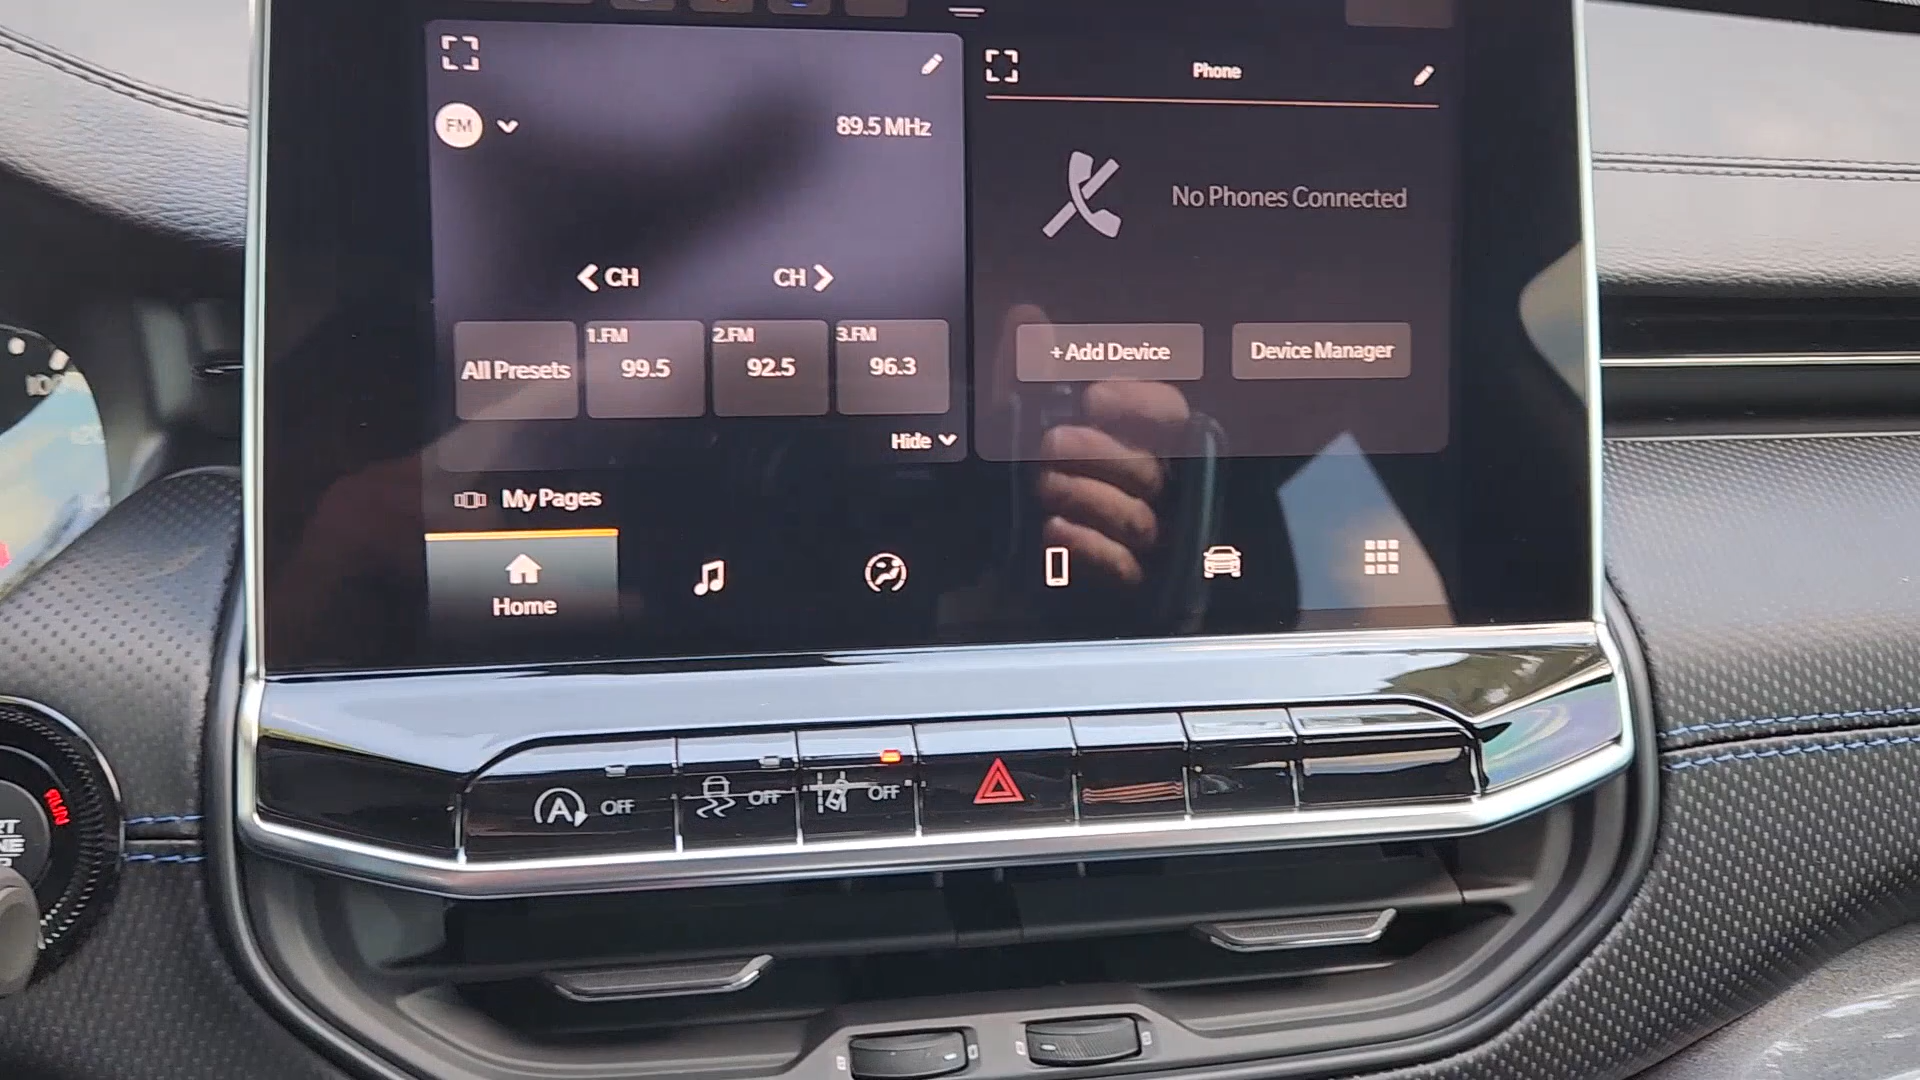 Phone
FM
89.5 MHz
No Phones Connected
CH
CH
All Presets
1.FM
99.5
2.FM
92.5
3.FM
96.3
+ Add Device
Device Manager
Hide
My Pages
Home
A OFF
OFF
OFF
RUN